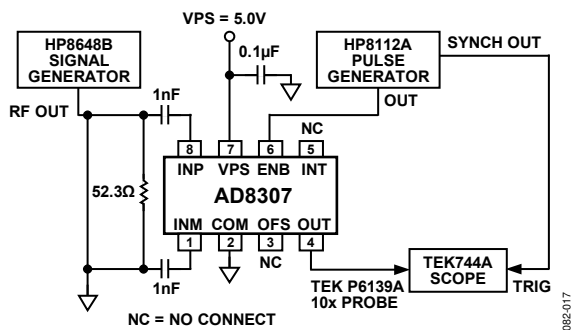 VPS = 5.0V
HP8648B
SIGNAL
GENERATOR
0.1µF
HP8112A
PULSE
GENERATOR
SYNCH OUT
RF OUT
1nF
OUT
NC
8 7 6 5
INP VPS ENB INT
AD8307
52.3Ω
INM COM OFS OUT
1 2 3 4
NC
1nF
TEK P6139A
10x PROBE
TEK744A
SCOPE
TRIG
NC = NO CONNECT
082-017